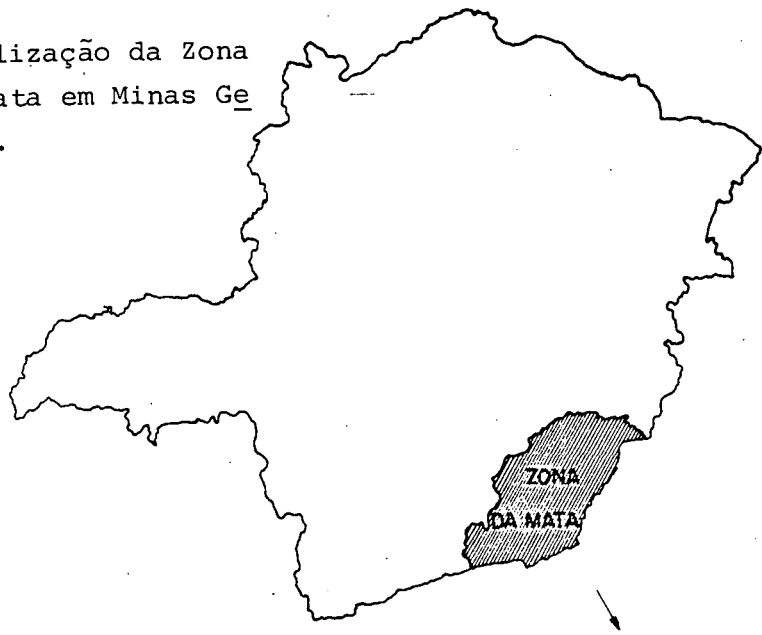 lização da Zona
ata em Minas Ge
.
ZONA
DA MATA